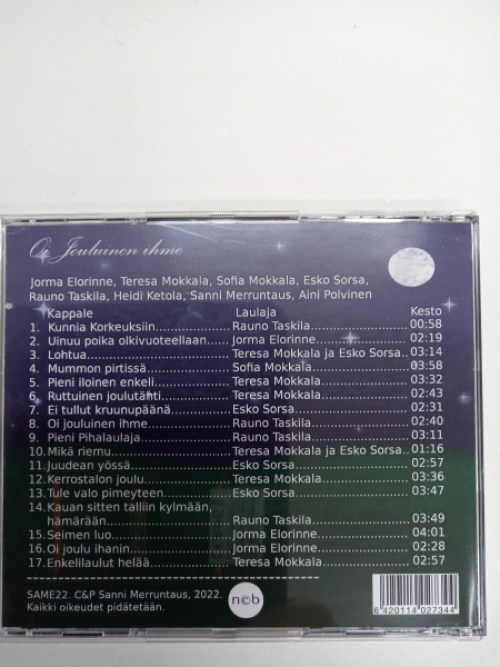 Oi Jouluinen ihme
Jorma Elorinne, Teresa Mokkala, Sofia Mokkala, Esko Sorsa,
Rauno Taskila, Heidi Ketola, Sanni Merruntaus, Aini Polvinen
Kappale Laulaja Kesto
1. Kunnia Korkeuksiin Rauno Taskila 00:58
2. Uinuu poika olkivuoteellaan Jorma Elorinne 02:19
3. Lohtua Teresa Mokkala ja Esko Sorsa 03:14
4. Mummon pirtissä Sofia Mokkala 03:58
5. Pieni iloinen enkeli Teresa Mokkala 03:32
6. Ruttuinen joulutähti Teresa Mokkala 02:43
7. Ei tullut kruunupäänä Esko Sorsa 02:31
8. Oi jouluinen ihme Rauno Taskila 02:40
9. Pieni Pihalaulaja Rauno Taskila 03:11
10. Mikä riemu Teresa Mokkala ja Esko Sorsa 01:16
11. Juudean yössä Esko Sorsa 02:57
12. Kerrostalon joulu Teresa Mokkala 03:36
13. Tule valo pimeyteen Esko Sorsa 03:47
14. Kauan sitten talliin kylmään,
hämärään Rauno Taskila 03:49
15. Seimen luo Jorma Elorinne 04:01
16. Oi joulu ihanin Jorma Elorinne 02:28
17. Enkelilaulut helää Teresa Mokkala 02:57
SAME22. C&P Sanni Merruntaus, 2022.
Kaikki oikeudet pidätetään.
n©b
6 420114 027344